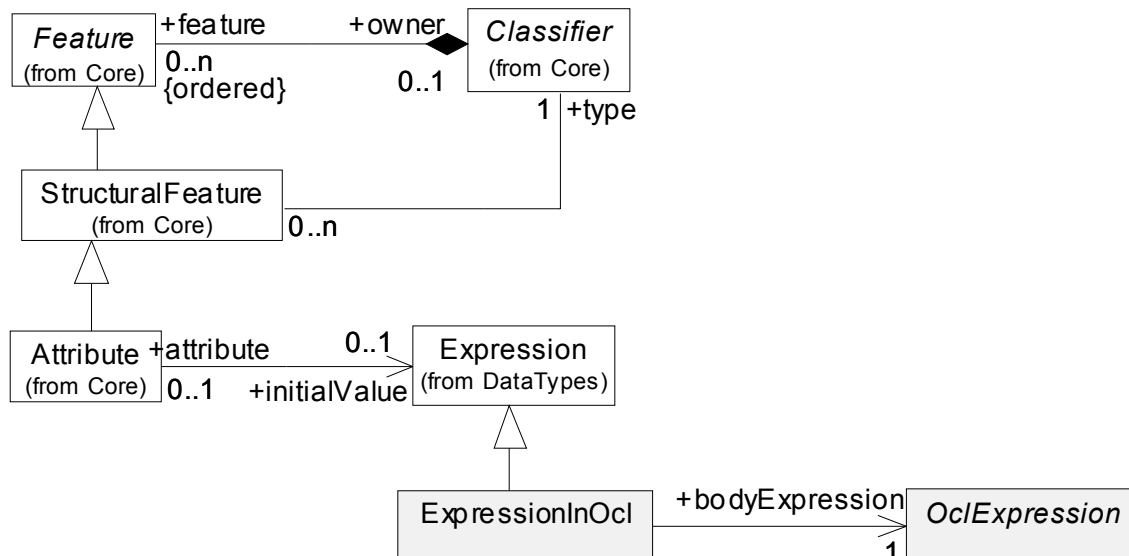 Feature
(from Core)
+feature
0..n
{ordered}
+owner
0..1
Classifier
(from Core)
1 +type
StructuralFeature
(from Core)
0..n
Attribute
(from Core)
+attribute
0..1
0..1
+initialValue
Expression
(from DataTypes)
ExpressionInOcl
+bodyExpression
1
OclExpression